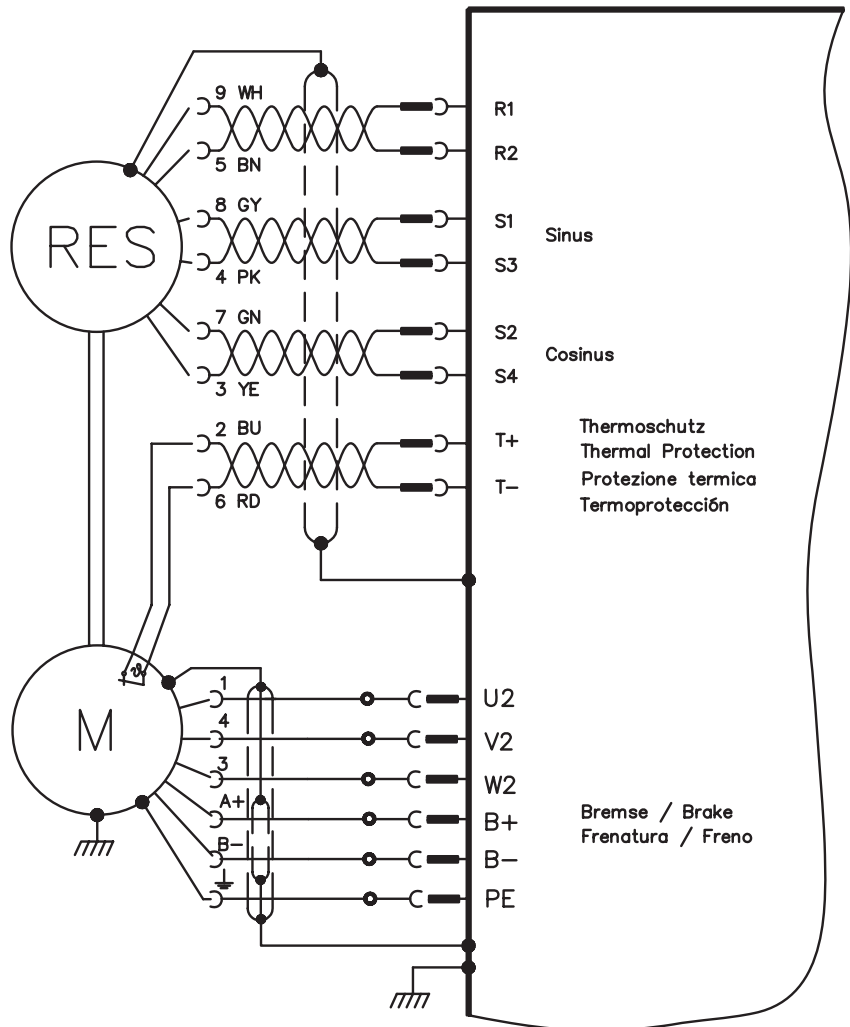 9 WH
R1
5 BN
R2
8 GY
S1
Sinus
RES
4 PK
S3
7 GN
S2
Cosinus
3 YE
S4
2 BU
T+
Thermoschutz
Thermal Protection
6 RD
T-
Protezione termica
Termoprotección
ϑ
1
U2
M
4
V2
3
W2
A+
B+
Bremse / Brake
Frenatura / Freno
B-
B-
PE